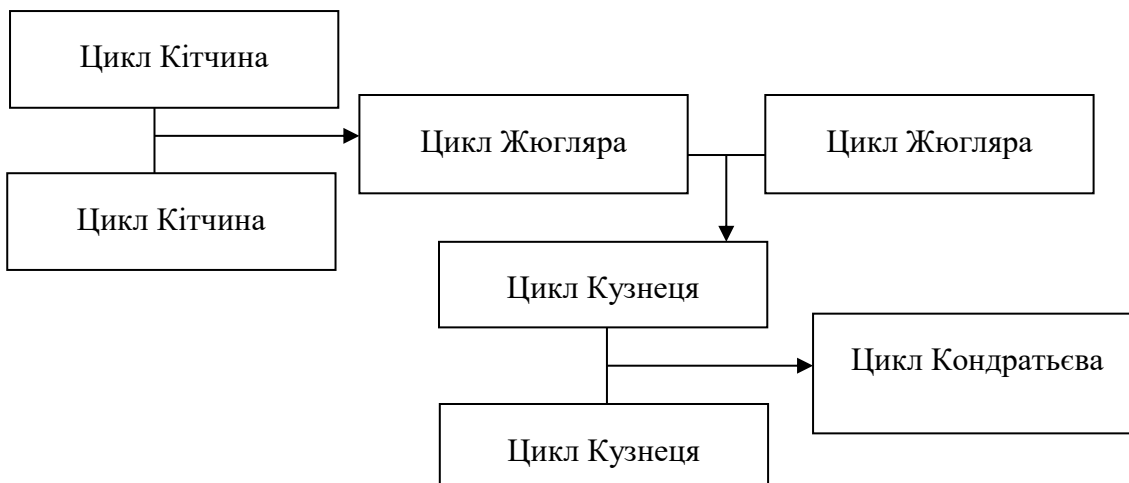 Цикл Кітчина
Цикл Жюгляра
Цикл Жюгляра
Цикл Кітчина
Цикл Кузнеця
Цикл Кондратьєва
Цикл Кузнеця